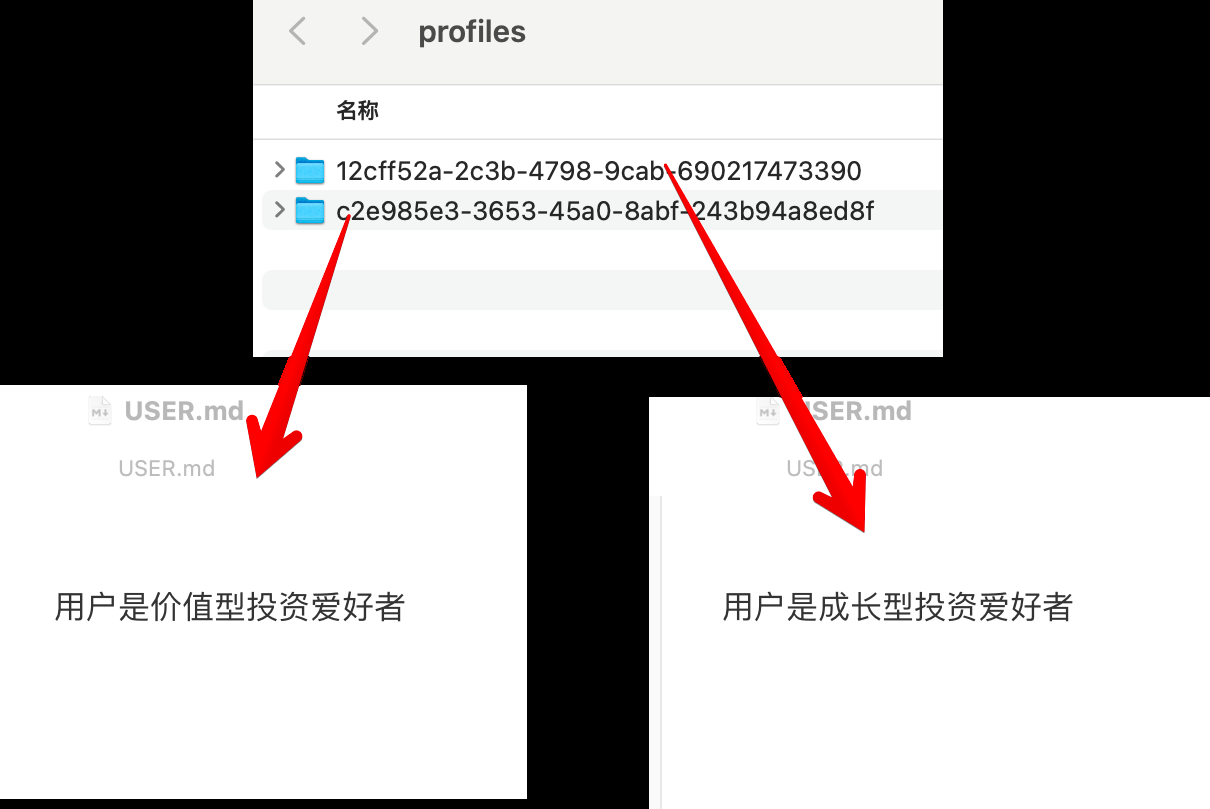 profiles
名称
12cff52a-2c3b-4798-9cab-690217473390
c2e985e3-3653-45a0-8abf-243b94a8ed8f
USER.md
USER.md
用户是价值型投资爱好者
USER.md
USER.md
用户是成长型投资爱好者